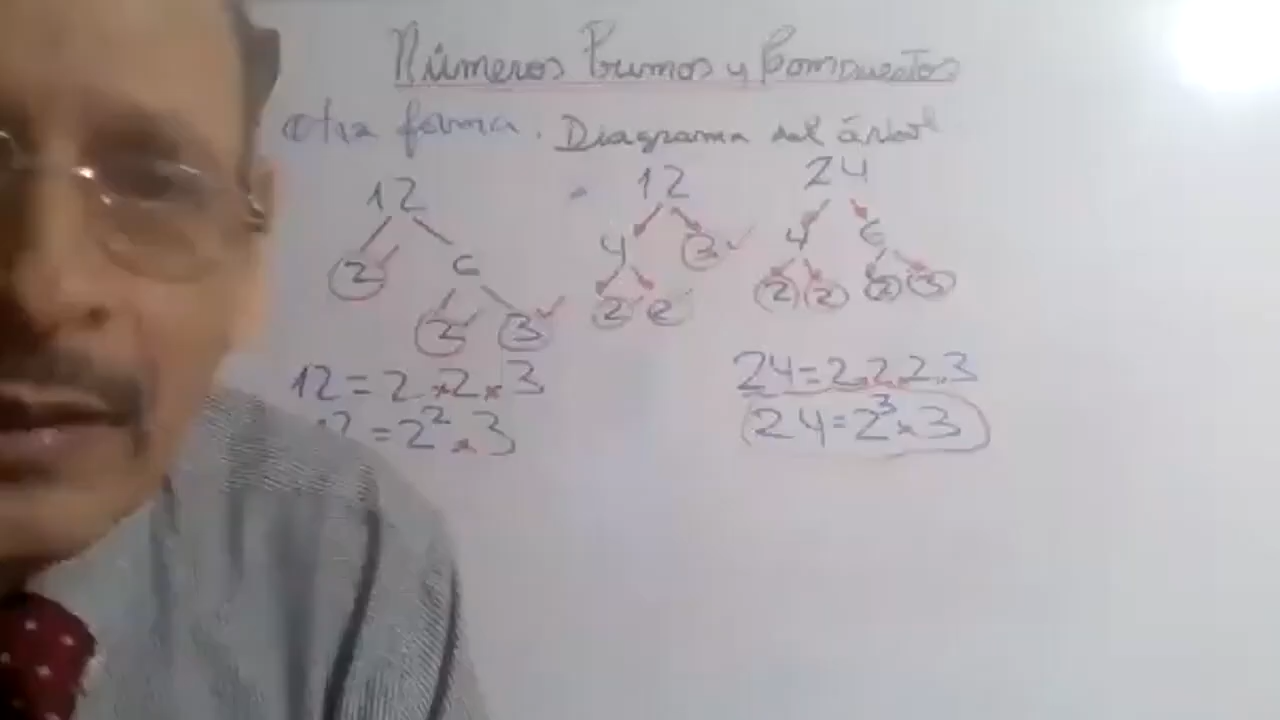 Números Primos y Compuestos
otra forma. Diagrama del árbol
12 12 24
2 6 4 3 4 6
2 3 2 2 2 2 2 3
12 = 2 x 2 x 3 24 = 2.2.2.3
12 = 2² x 3 24 = 2³ x 3